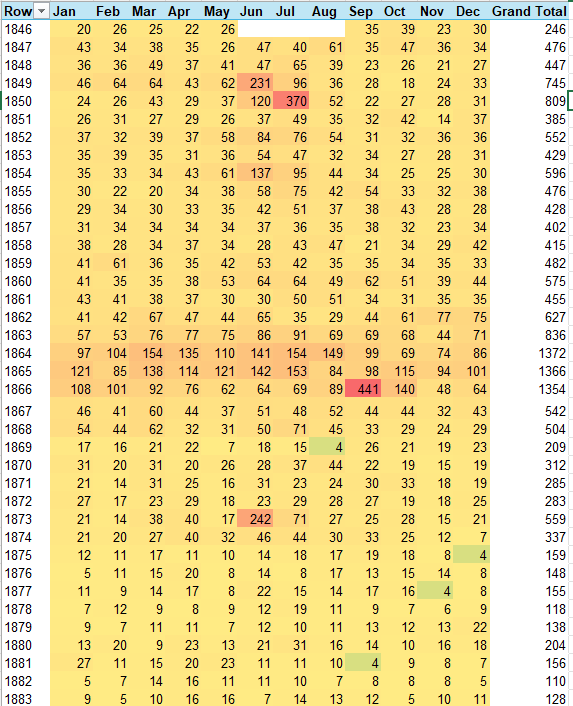 Row Jan Feb Mar Apr May Jun Jul Aug Sep Oct Nov Dec Grand Total
1846 20 26 25 22 26 35 39 23 30 246
1847 43 34 38 35 26 47 40 61 35 47 36 34 476
1848 36 36 49 37 41 47 65 39 23 26 21 27 447
1849 46 64 64 43 62 231 96 36 28 18 24 33 745
1850 24 26 43 29 37 120 370 52 22 27 28 31 809
1851 26 31 27 29 26 37 49 35 32 42 14 37 385
1852 37 32 39 37 58 84 76 54 31 32 36 36 552
1853 35 39 35 31 36 54 47 32 34 27 28 31 429
1854 35 33 34 43 61 137 95 44 34 25 25 30 596
1855 30 22 20 34 38 58 75 42 54 33 32 38 476
1856 29 34 30 33 35 42 51 37 38 43 28 28 428
1857 31 34 34 34 34 37 36 35 38 32 23 34 402
1858 38 28 34 37 34 28 43 47 21 34 29 42 415
1859 41 61 36 35 42 53 42 35 35 34 35 33 482
1860 41 35 35 38 53 64 64 49 62 51 39 44 575
1861 43 41 38 37 30 30 50 51 34 31 35 35 455
1862 41 42 67 47 44 65 35 29 44 61 77 75 627
1863 57 53 76 77 75 86 91 69 69 68 44 71 836
1864 97 104 154 135 110 141 154 149 99 69 74 86 1372
1865 121 85 138 114 121 142 153 84 98 115 94 101 1366
1866 108 101 92 76 62 64 69 89 441 140 48 64 1354
1867 46 41 60 44 37 51 48 52 44 44 32 43 542
1868 54 44 62 32 31 50 71 45 33 29 24 29 504
1869 17 16 21 22 7 18 15 4 26 21 19 23 209
1870 31 20 31 20 26 28 37 44 22 19 15 19 312
1871 21 14 31 25 16 31 23 24 30 33 18 19 285
1872 27 17 23 29 18 23 29 28 27 19 18 25 283
1873 21 14 38 40 17 242 71 27 25 28 15 21 559
1874 21 20 27 40 32 46 44 30 33 25 12 7 337
1875 12 11 17 11 10 14 18 17 19 18 8 4 159
1876 5 11 15 20 8 14 8 17 13 15 14 8 148
1877 11 9 14 17 8 22 15 14 17 16 4 8 155
1878 7 12 9 8 9 12 19 11 9 7 6 9 118
1879 9 7 11 11 7 12 10 11 13 12 13 22 138
1880 13 20 9 23 13 21 31 16 14 10 16 18 204
1881 27 11 15 20 23 11 11 10 4 9 8 7 156
1882 5 7 14 16 11 11 10 7 8 8 8 5 110
1883 9 5 10 16 16 7 14 13 12 5 10 11 128